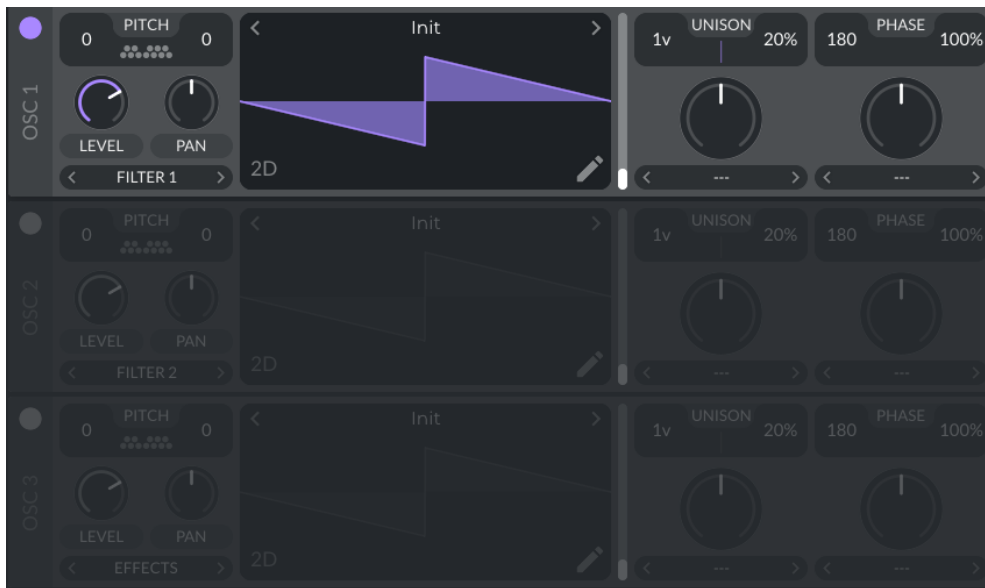 OSC 1
PITCH
0 0
LEVEL PAN
< FILTER 1 >
< Init >
2D
UNISON
1v 20%
< --- >
PHASE
180 100%
< --- >
OSC 2
PITCH
0 0
LEVEL PAN
< FILTER 2 >
< Init >
2D
UNISON
1v 20%
< --- >
PHASE
180 100%
< --- >
OSC 3
PITCH
0 0
LEVEL PAN
< EFFECTS >
< Init >
2D
UNISON
1v 20%
< --- >
PHASE
180 100%
< --- >